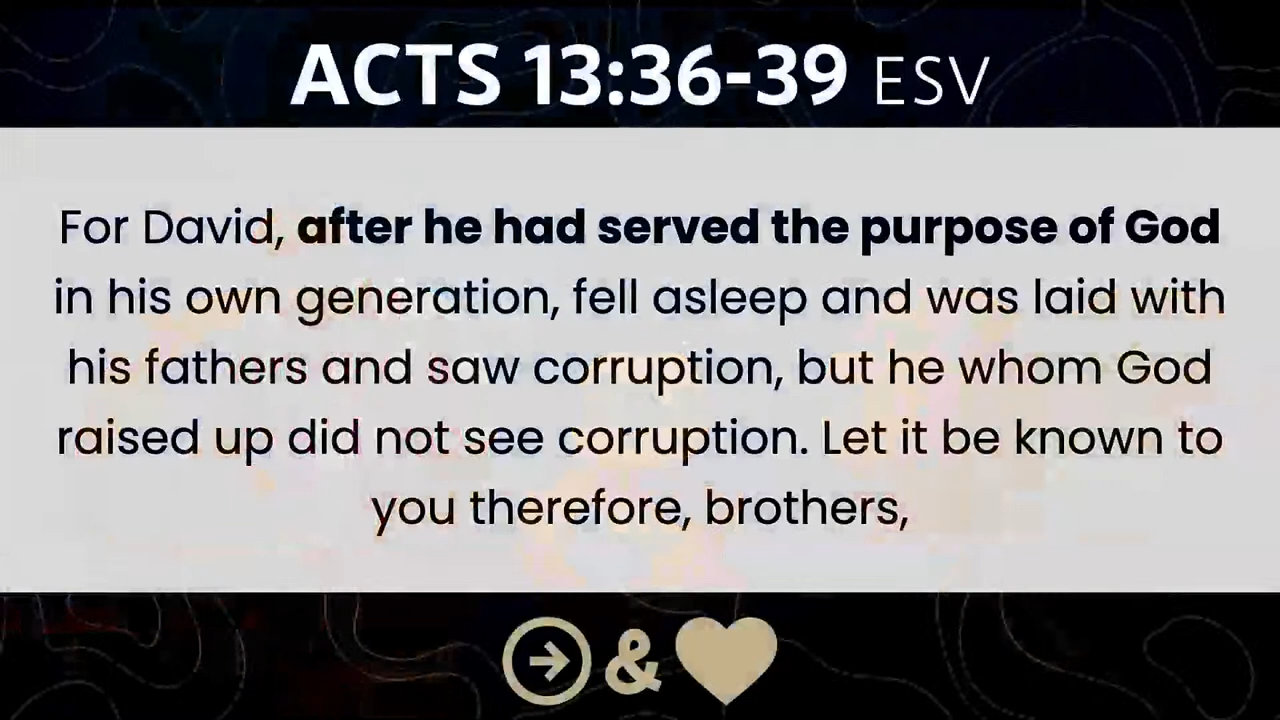 ACTS 13:36-39 ESV
For David, after he had served the purpose of God
in his own generation, fell asleep and was laid with
his fathers and saw corruption, but he whom God
raised up did not see corruption. Let it be known to
you therefore, brothers,
&